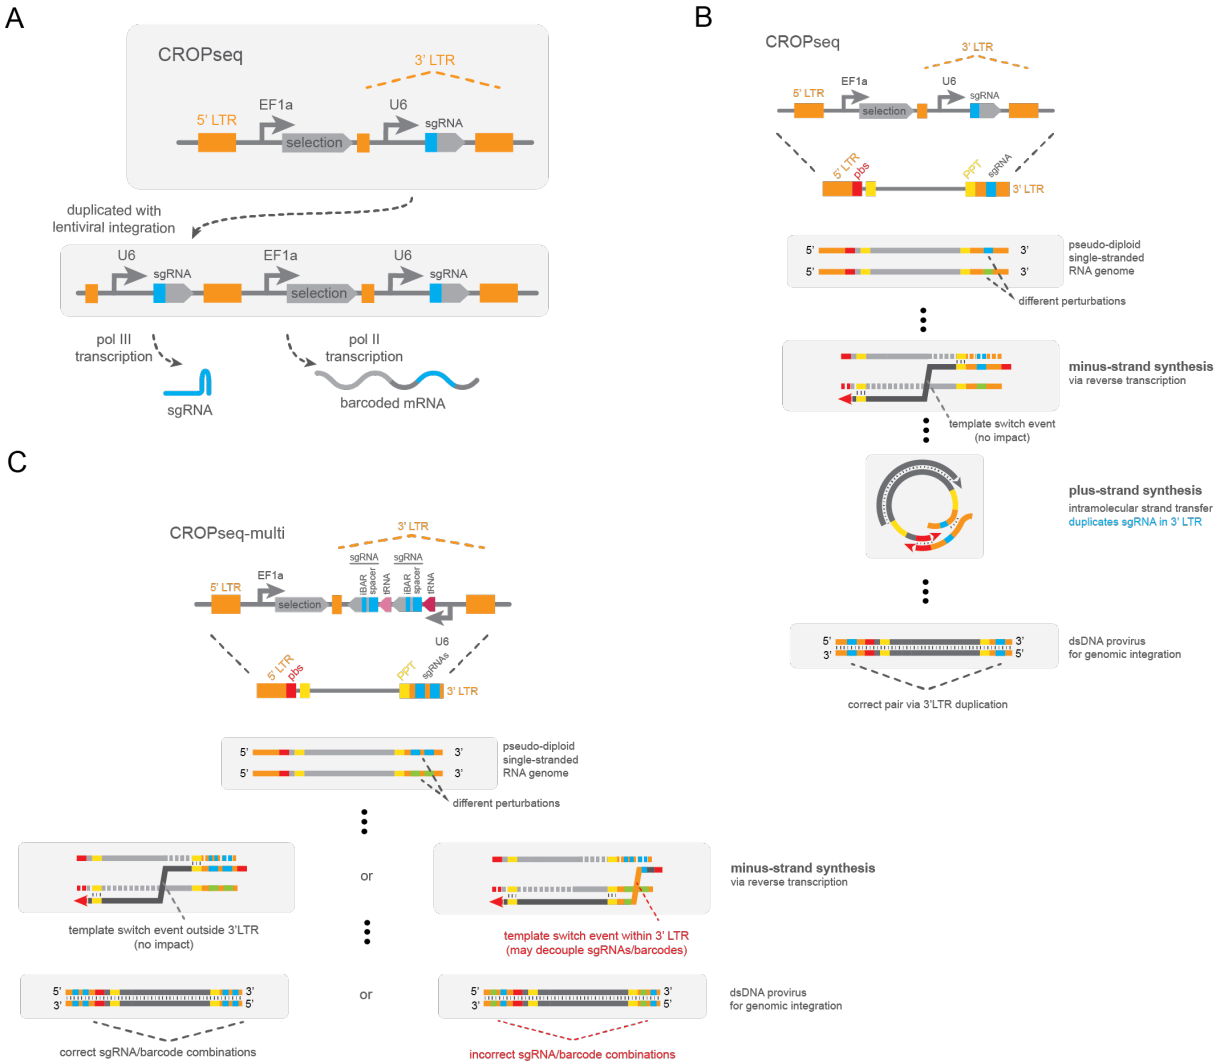 A
CROPseq
3’ LTR
5’ LTR
EF1a
U6
selection
sgRNA
duplicated with
lentiviral integration
U6
sgRNA
EF1a
selection
U6
sgRNA
pol III
transcription
sgRNA
pol II
transcription
barcoded mRNA
B
CROPseq
3’ LTR
5’ LTR
EF1a
U6
selection
sgRNA
5’ LTR
pbs
PPT
sgRNA
3’ LTR
5’
3’
5’
3’
pseudo-diploid
single-stranded
RNA genome
different perturbations
minus-strand synthesis
via reverse transcription
template switch event
(no impact)
plus-strand synthesis
intramolecular strand transfer
duplicates sgRNA in 3’ LTR
5’
3’
3’
5’
dsDNA provirus
for genomic integration
correct pair via 3’LTR duplication
C
CROPseq-multi
3’ LTR
5’ LTR
EF1a
selection
sgRNA
iBAR
spacer
tRNA
sgRNA
iBAR
spacer
tRNA
U6
5’ LTR
pbs
PPT
sgRNAs
3’ LTR
5’
3’
5’
3’
pseudo-diploid
single-stranded
RNA genome
different perturbations
or
minus-strand synthesis
via reverse transcription
template switch event outside 3’LTR
(no impact)
template switch event within 3’ LTR
(may decouple sgRNAs/barcodes)
5’
3’
3’
5’
or
5’
3’
3’
5’
dsDNA provirus
for genomic integration
correct sgRNA/barcode combinations
incorrect sgRNA/barcode combinations